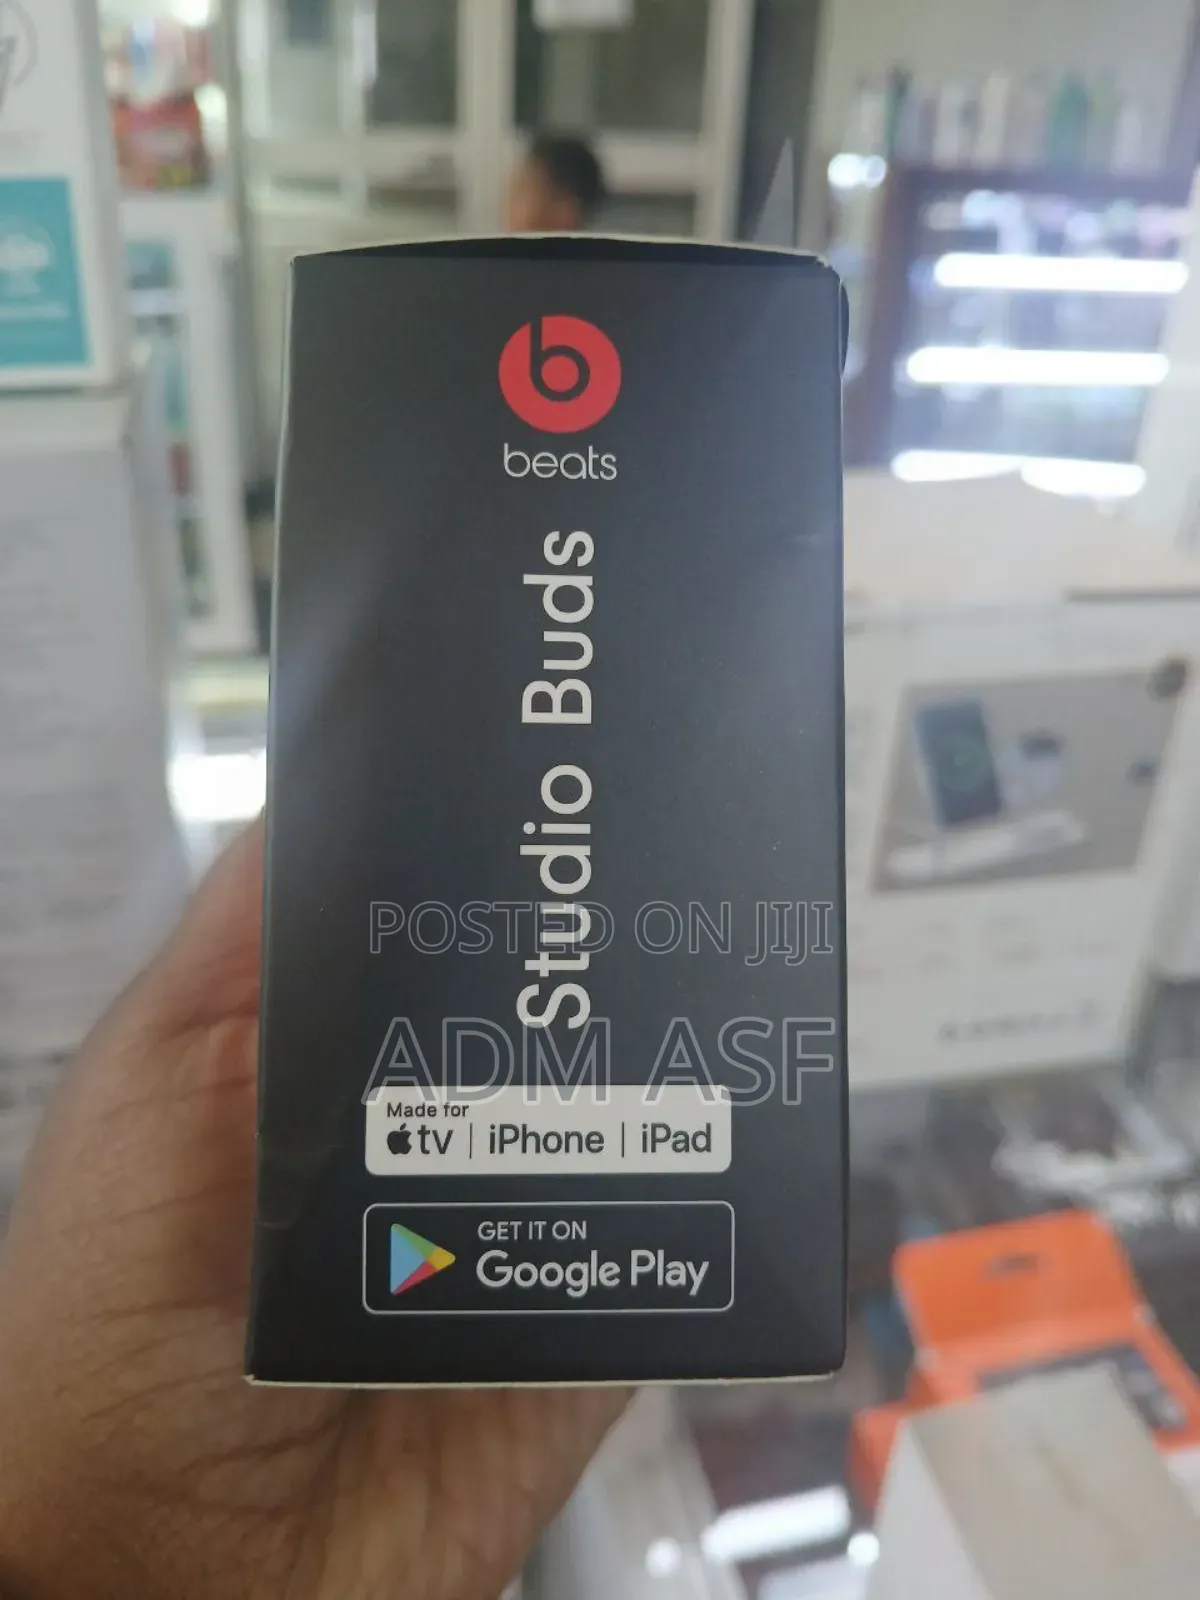 beats
Studio Buds
POSTED ON JIJI
ADM ASF
Made for
tv | iPhone | iPad
GET IT ON
Google Play